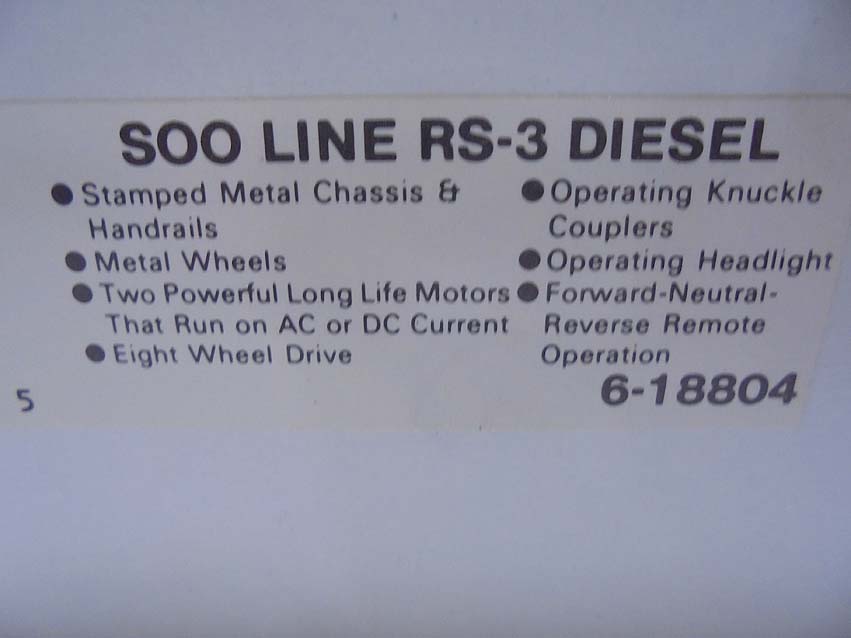 SOO LINE RS-3 DIESEL
● Stamped Metal Chassis &
Handrails
● Metal Wheels
● Two Powerful Long Life Motors
That Run on AC or DC Current
● Eight Wheel Drive
● Operating Knuckle
Couplers
● Operating Headlight
● Forward-Neutral-
Reverse Remote
Operation
6-18804
5